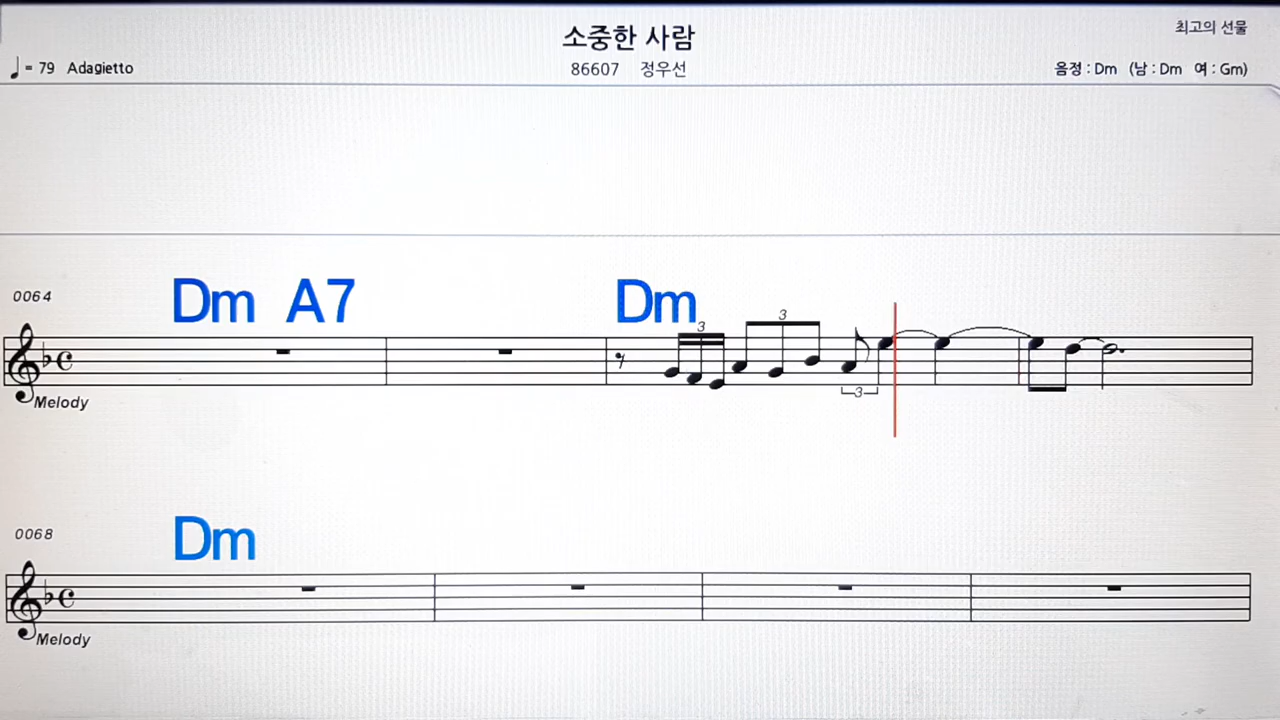 소중한 사람
최고의 선물
♩ = 79 Adagietto
86607 정우선
음정 : Dm (남 : Dm 여 : Gm)
0064
Dm A7 Dm
3 3
3
Melody
0068
Dm
Melody